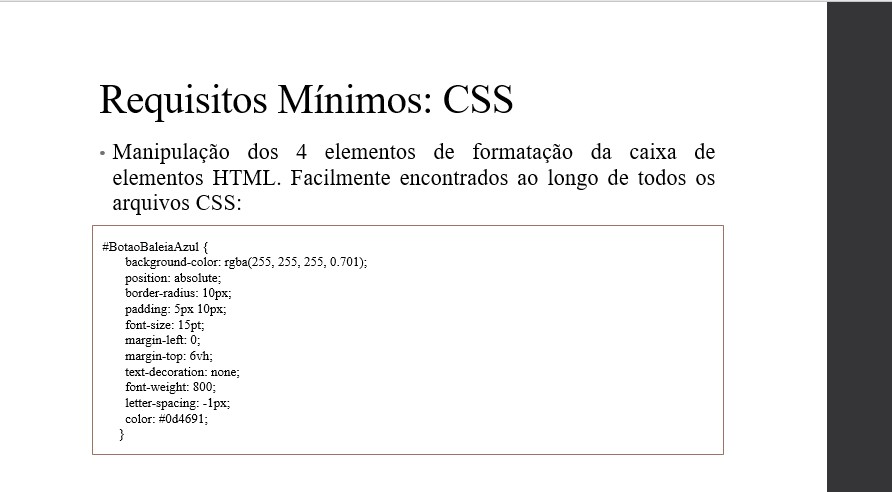 Requisitos Mínimos: CSS
• Manipulação dos 4 elementos de formatação da caixa de
elementos HTML. Facilmente encontrados ao longo de todos os
arquivos CSS:
#BotaoBaleiaAzul {
background-color: rgba(255, 255, 255, 0.701);
position: absolute;
border-radius: 10px;
padding: 5px 10px;
font-size: 15pt;
margin-left: 0;
margin-top: 6vh;
text-decoration: none;
font-weight: 800;
letter-spacing: -1px;
color: #0d4691;
}